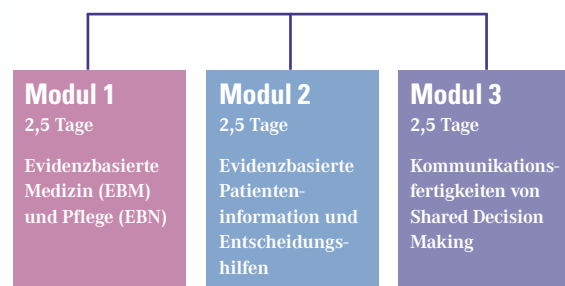 Modul 1
2,5 Tage
Evidenzbasierte
Medizin (EBM)
und Pflege (EBN)
Modul 2
2,5 Tage
Evidenzbasierte
Patienten-
information und
Entscheidungs-
hilfen
Modul 3
2,5 Tage
Kommunikations-
fertigkeiten von
Shared Decision
Making